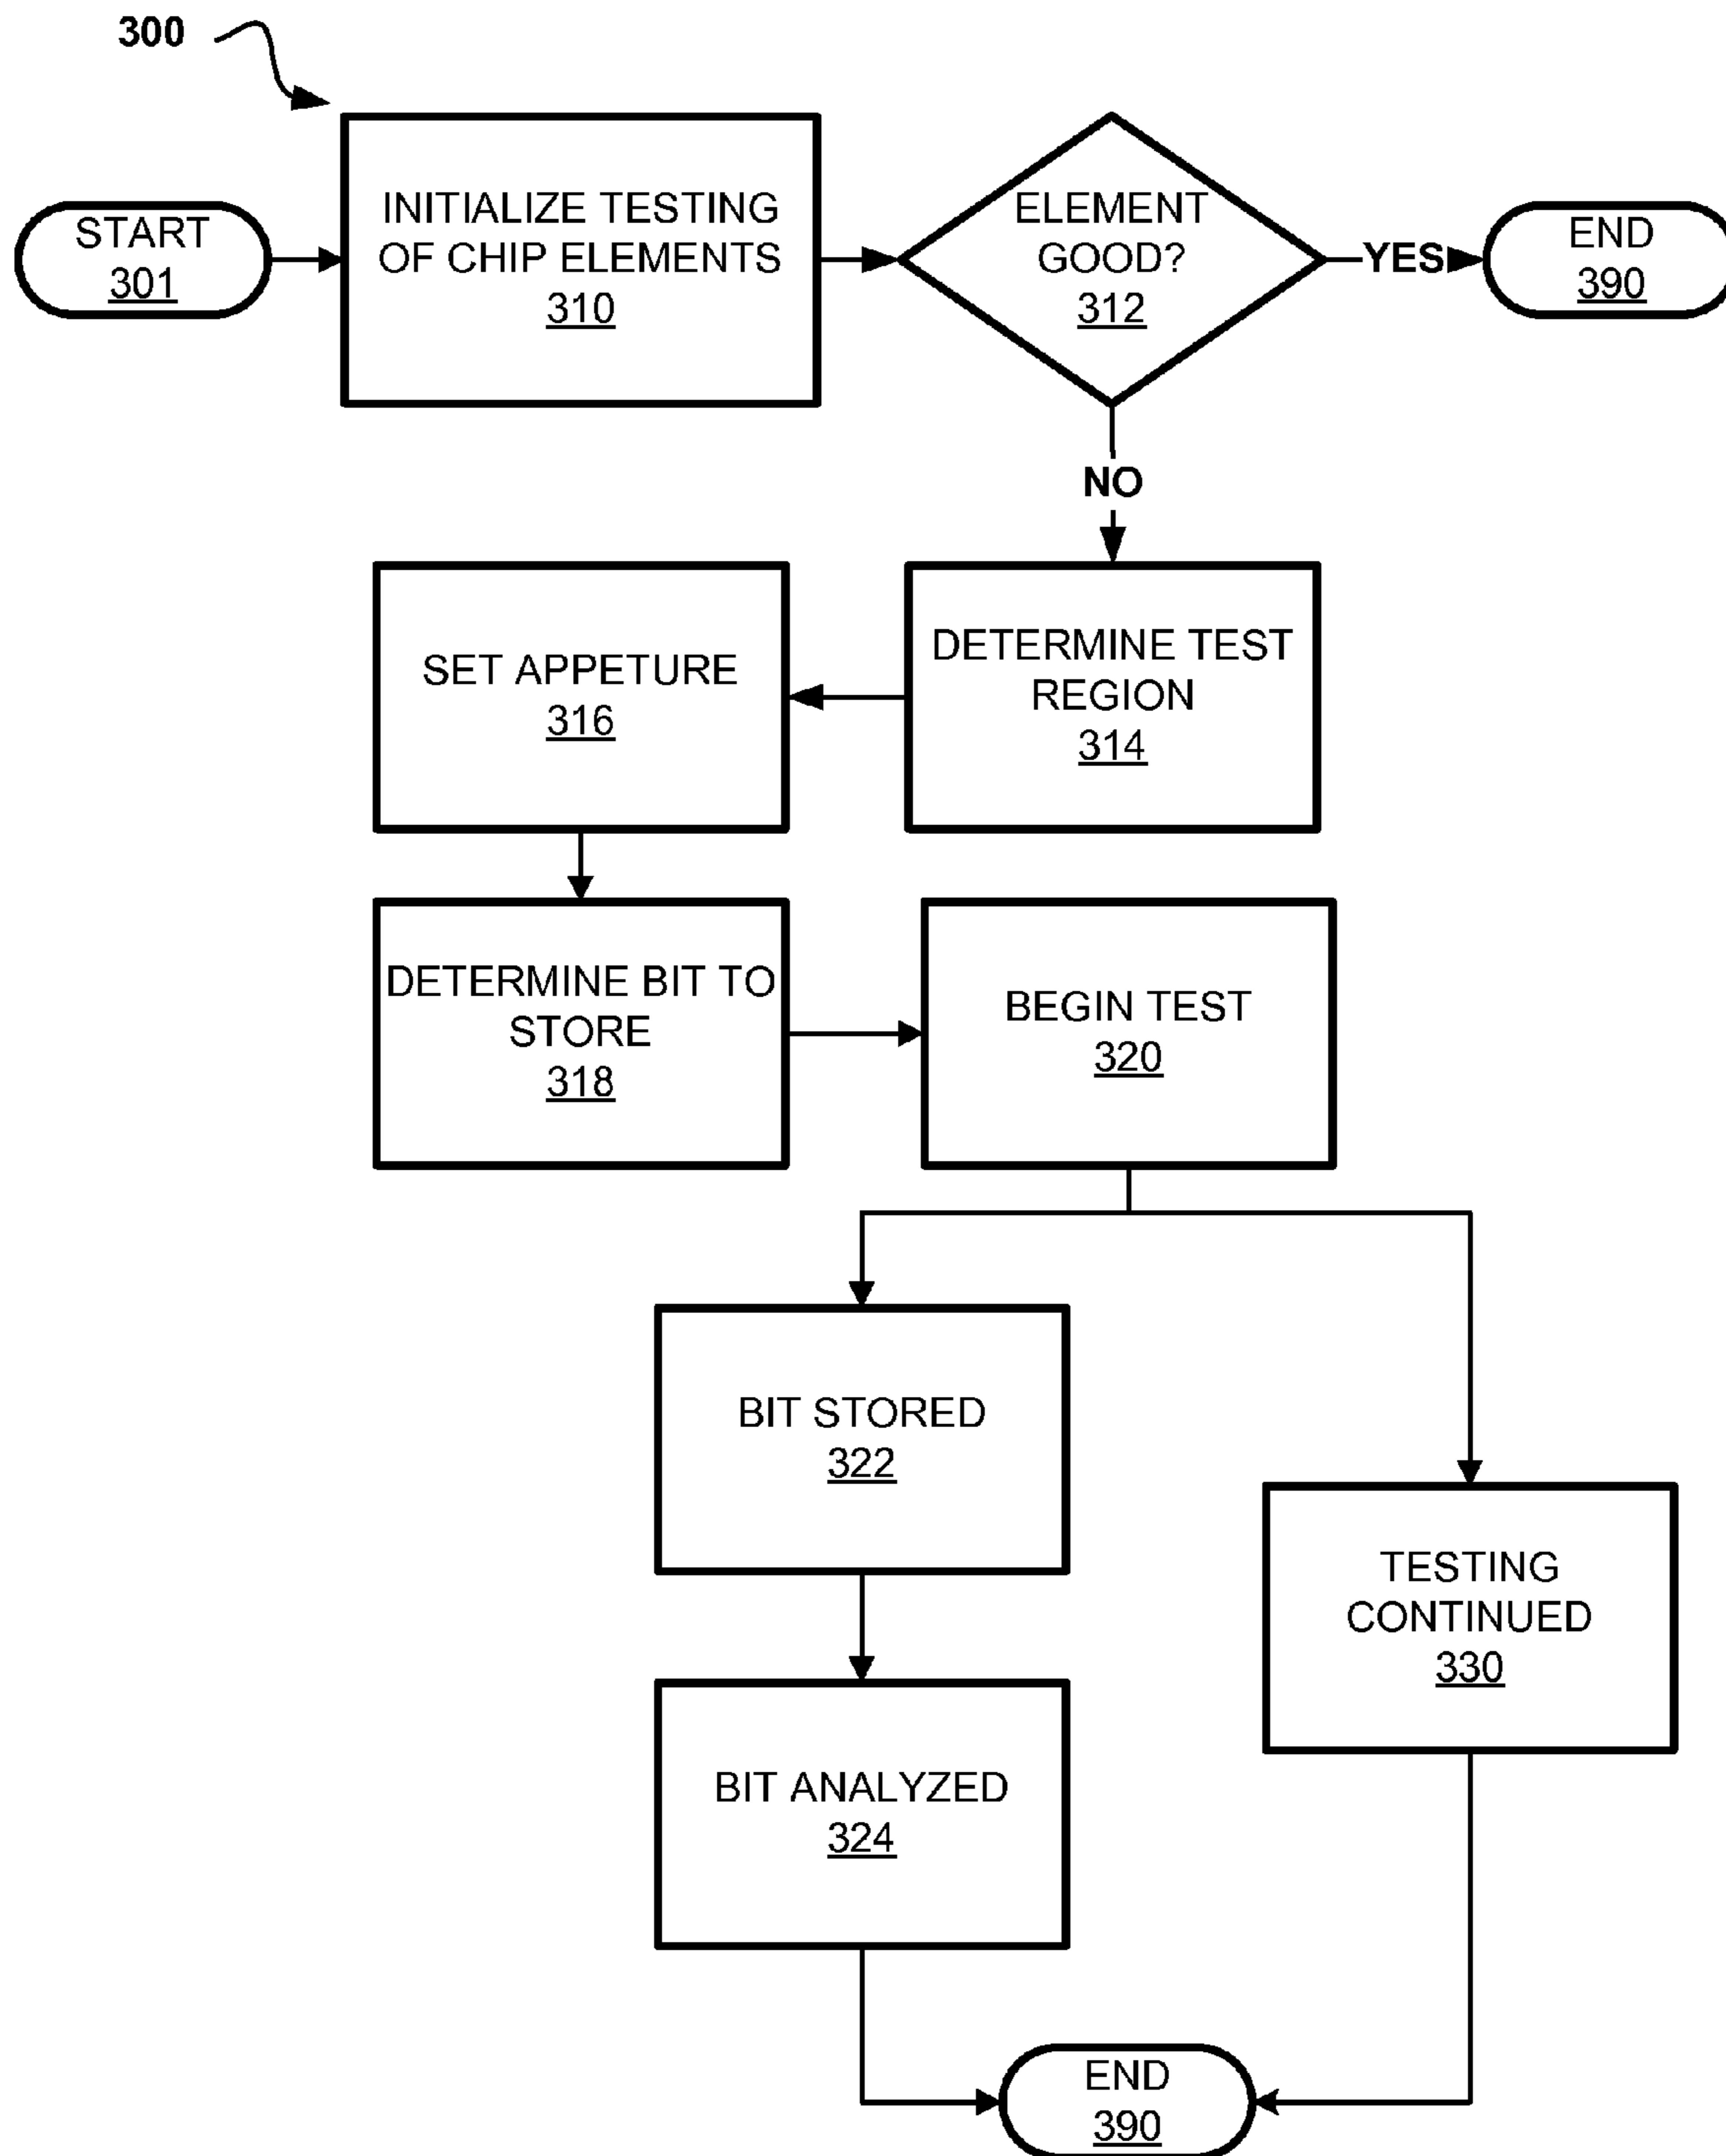 300
START
301
INITIALIZE TESTING
OF CHIP ELEMENTS
310
ELEMENT
GOOD?
312
YES
END
390
NO
DETERMINE TEST
REGION
314
SET APPETURE
316
DETERMINE BIT TO
STORE
318
BEGIN TEST
320
BIT STORED
322
TESTING
CONTINUED
330
BIT ANALYZED
324
END
390